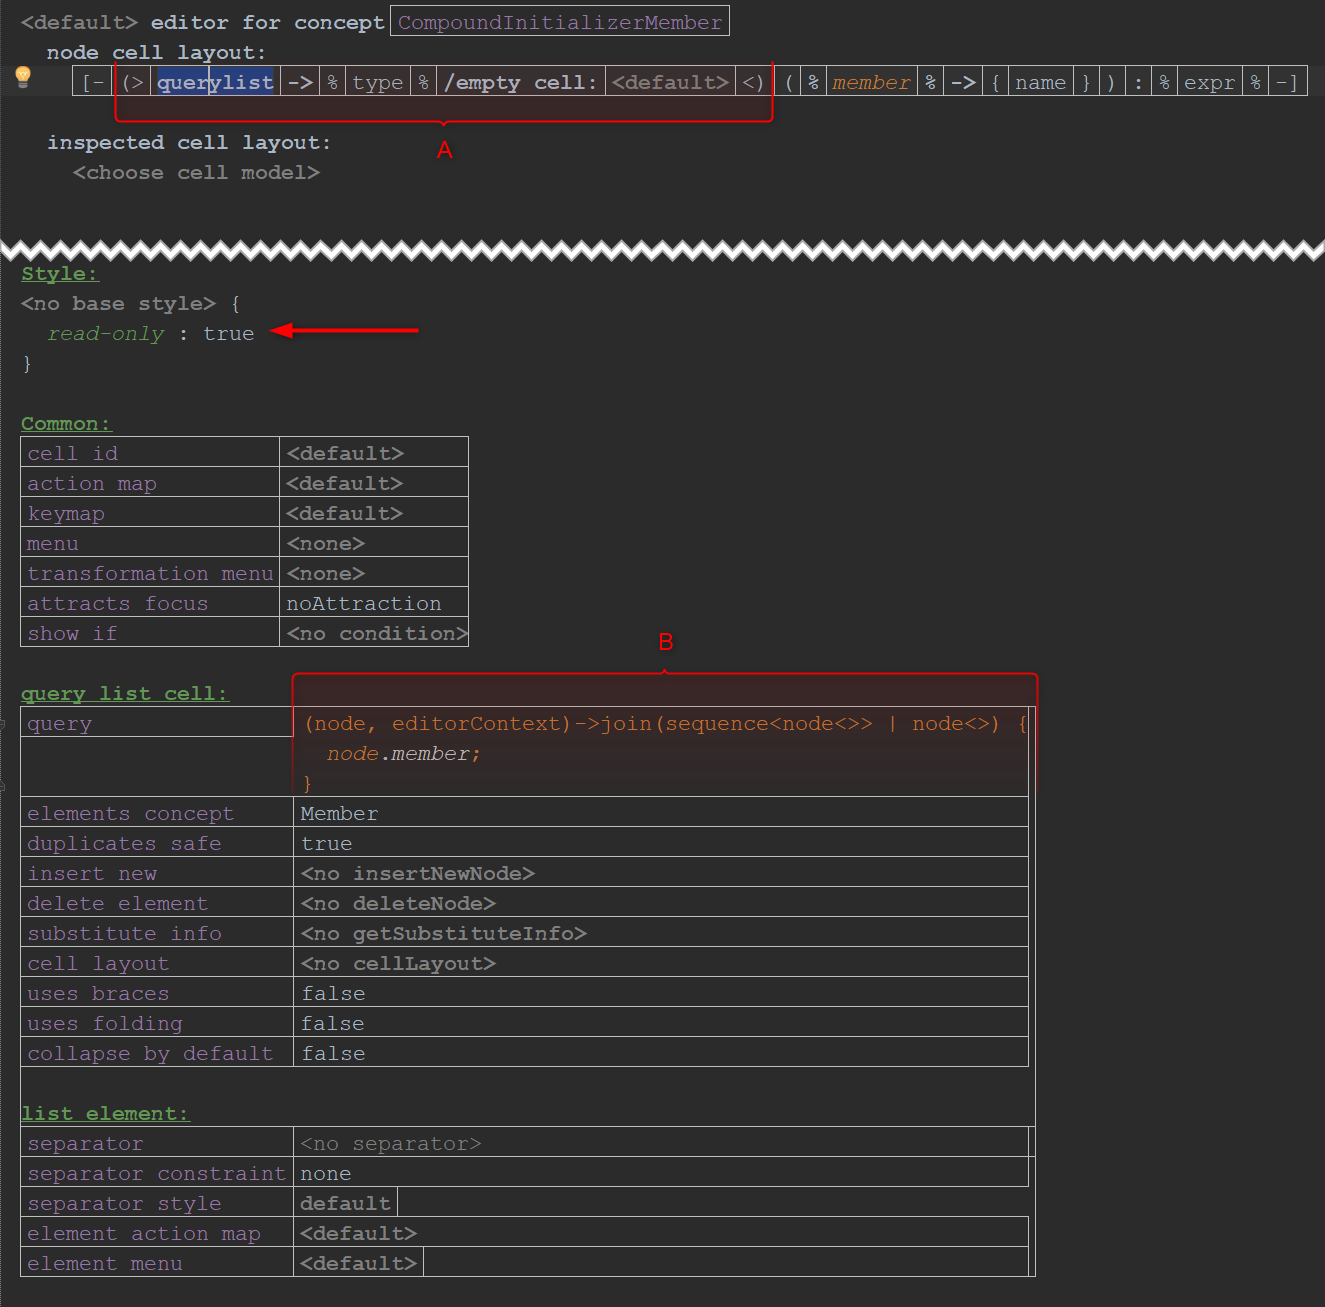 <default> editor for concept CompoundInitializerMember
node cell layout:
[- (> querylist -> % type % /empty cell: <default> <) ( % member % -> { name } ) : % expr % -]
A
inspected cell layout:
<choose cell model>
Style:
<no base style> {
read-only : true
}
Common:
cell id <default>
action map <default>
keymap <default>
menu <none>
transformation menu <none>
attracts focus noAttraction
show if <no condition>
B
query list cell:
query (node, editorContext)->join(sequence<node<>> | node<>) {
node.member;
}
elements concept Member
duplicates safe true
insert new <no insertNewNode>
delete element <no deleteNode>
substitute info <no getSubstituteInfo>
cell layout <no cellLayout>
uses braces false
uses folding false
collapse by default false
list element:
separator <no separator>
separator constraint none
separator style default
element action map <default>
element menu <default>